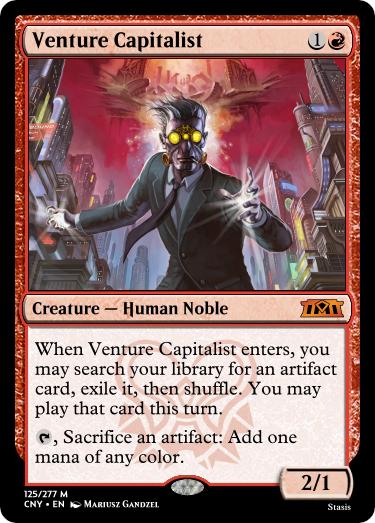 Venture Capitalist 1
Creature — Human Noble
When Venture Capitalist enters, you
may search your library for an artifact
card, exile it, then shuffle. You may
play that card this turn.
, Sacrifice an artifact: Add one
mana of any color.
2/1
125/277 M
CNY • EN Mariusz Gandzel
Stasis